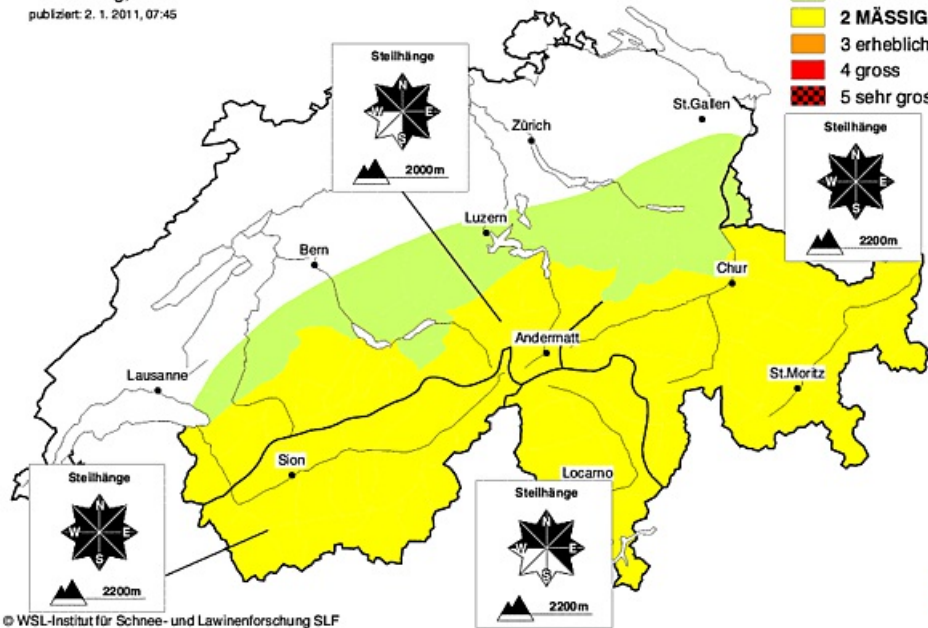 publiziert: 2. 1. 2011, 07:45
2 MÄSSIG
3 erheblich
4 gross
5 sehr gros
Steilhänge
N
W
E
S
2000m
St.Gallen
Zürich
Steilhänge
N
W
E
S
2200m
Luzern
Bern
Chur
Andermatt
Lausanne
St.Moritz
Sion
Locarno
Steilhänge
N
W
E
S
2200m
Steilhänge
N
W
E
S
2200m
© WSL-Institut für Schnee- und Lawinenforschung SLF